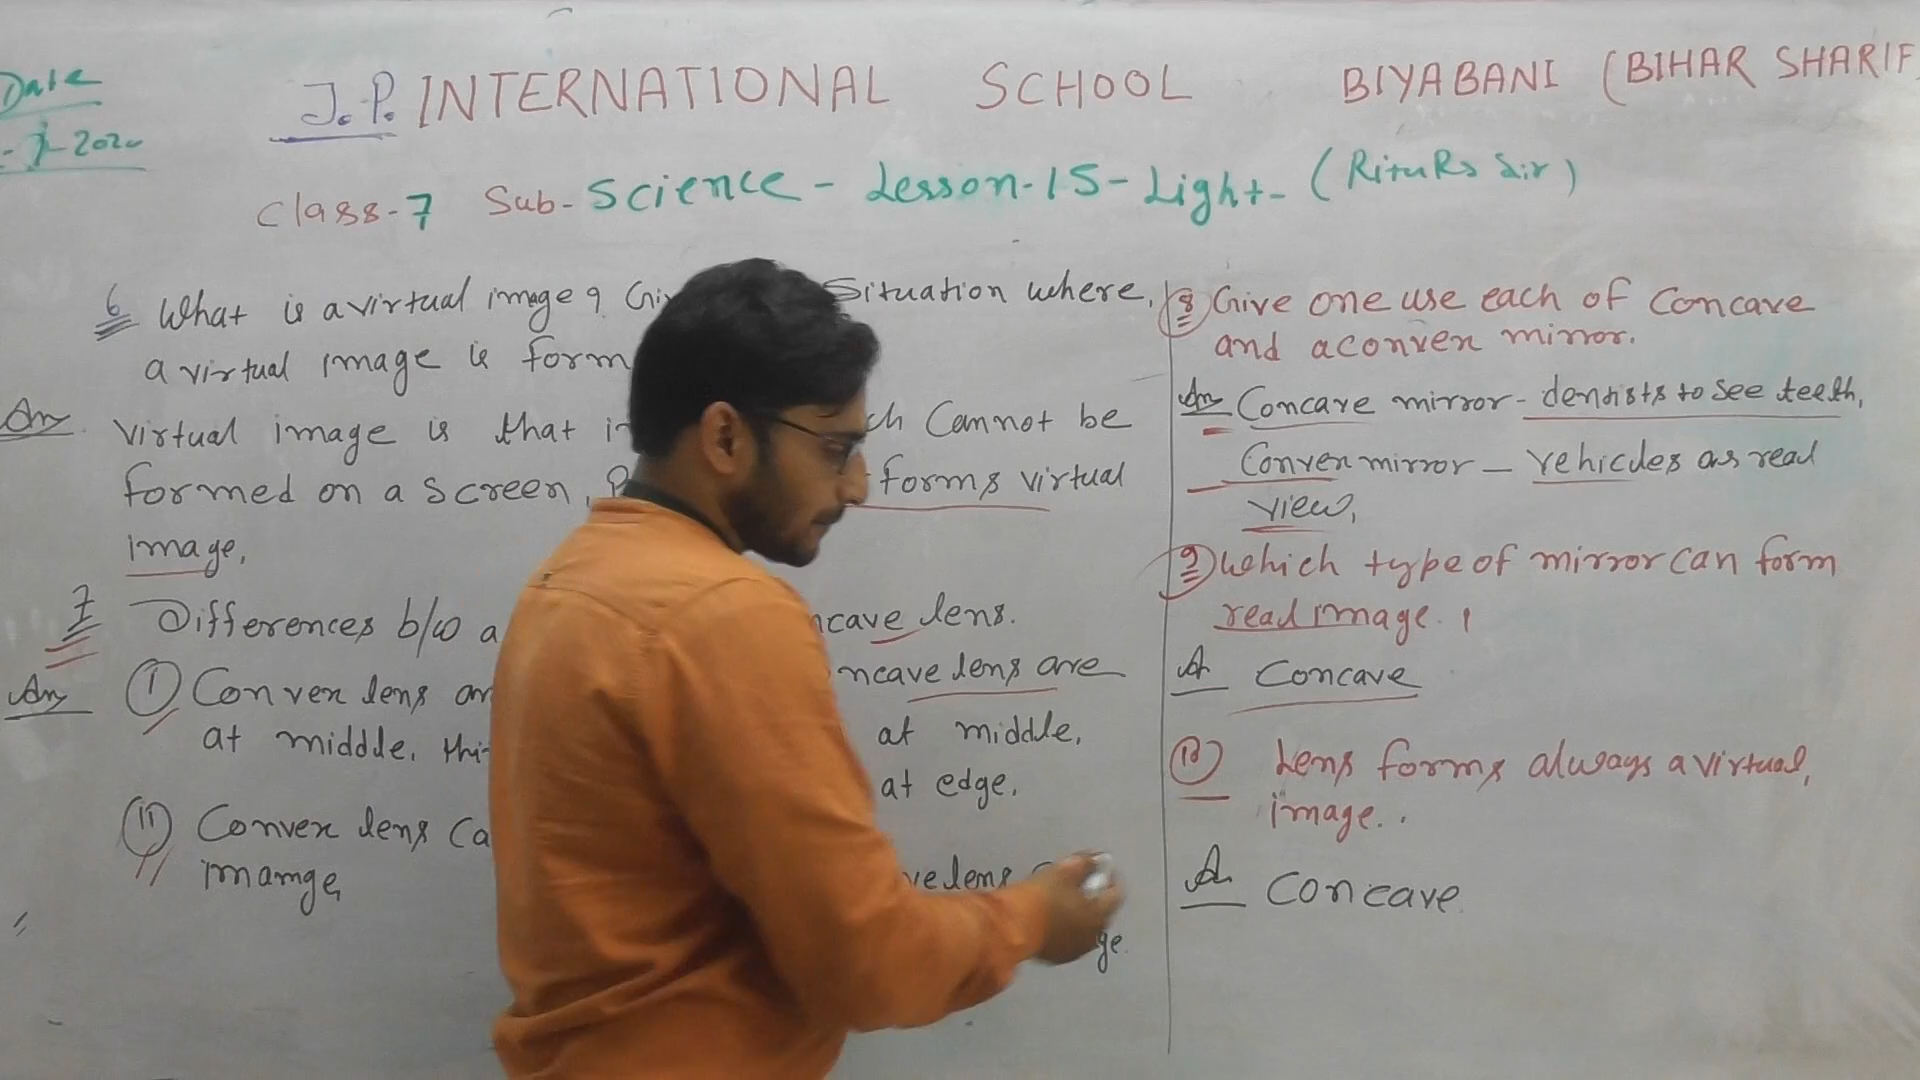 Date
- 7-2020
J.P. INTERNATIONAL SCHOOL BIYABANI (BIHAR SHARIF
Class-7 Sub-Science - Lesson-15-Light- (RituRs Sir)
6 What is a virtual image? Situation where,
a virtual image is form
Ans virtual image is that Cannot be
formed on a screen, forms virtual
image,
7 Differences b/w a ncave lens.
Ans (I) Convex lens ar ncave lens are
at middle, thi at middle,
at edge.
(II) Convex lens Ca ve lens
imamge, ge.
(8) Give one use each of Concave
and a convex mirror.
Ans Concave mirror - dentists to see teeth,
Convex mirror - vehicles as read
view,
(9) which type of mirror can form
read image.
A Concave
(10) Lens forms always a virtual,
image..
A Concave